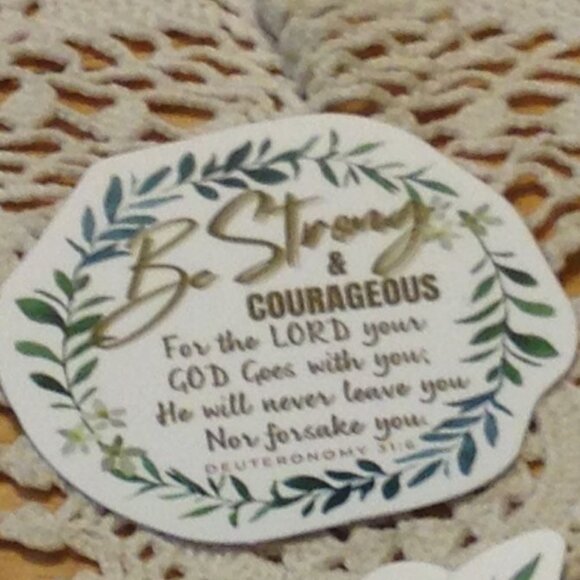 Be Strong
&
COURAGEOUS
For the LORD your
GOD Goes with you;
He will never leave you
Nor forsake you.
DEUTERONOMY 31:6